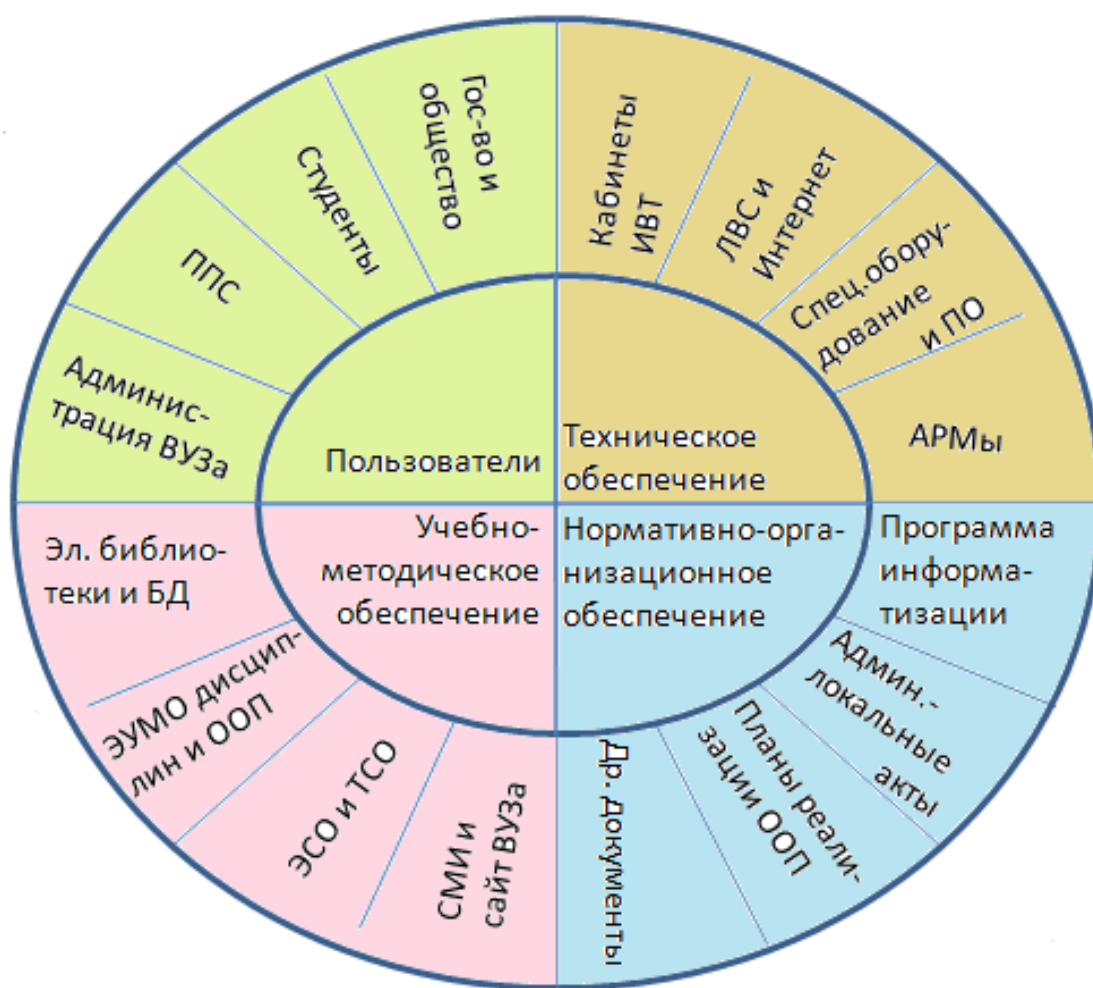 Гос-во и
общество
Студенты
ППС
Админис-
трация ВУЗа
Пользователи
Кабинеты
ИВТ
ЛВС и
Интернет
Спец.обору-
дование
и ПО
АРМы
Техническое
обеспечение
Эл. библио-
теки и БД
ЭУМО дисцип-
лин и ООП
ЭСО и ТСО
СМИ и
сайт ВУЗа
Учебно-
методическое
обеспечение
Нормативно-орга-
низационное
обеспечение
Программа
информа-
тизации
Админ.-
локальные
акты
Планы реали-
зации ООП
Др. документы